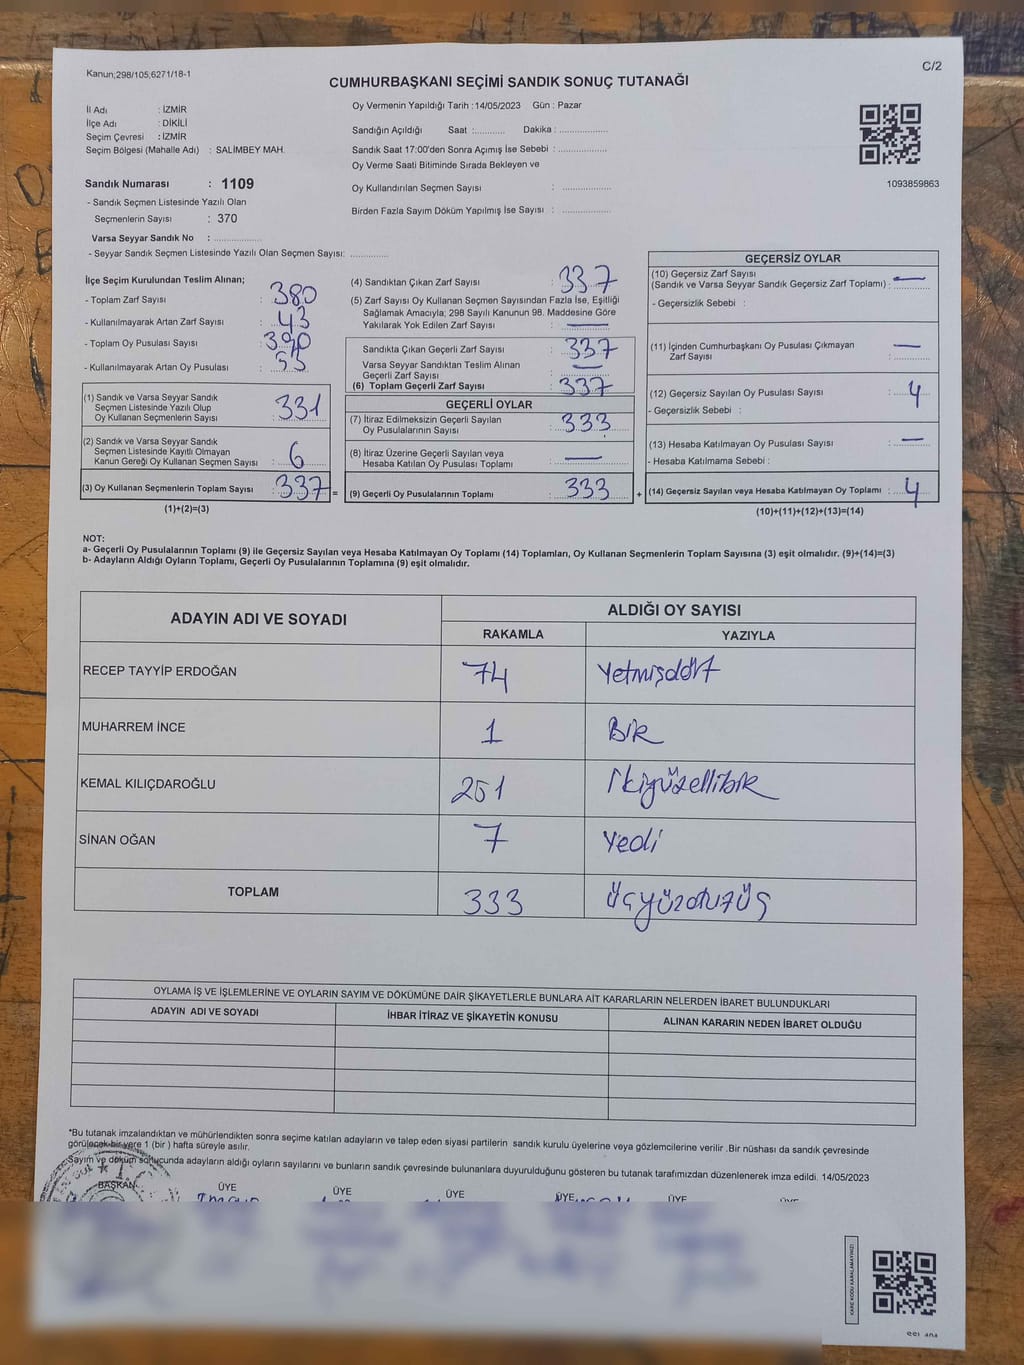 Kanun;298/105,6271/18-1
C/2
CUMHURBAŞKANI SEÇİMİ SANDIK SONUÇ TUTANAĞI
İl Adı : İZMİR
İlçe Adı : DİKİLİ
Seçim Çevresi : İZMİR
Seçim Bölgesi (Mahalle Adı) : SALİMBEY MAH.
Sandık Numarası : 1109
- Sandık Seçmen Listesinde Yazılı Olan
Seçmenlerin Sayısı : 370
Varsa Seyyar Sandık No : ..............
- Seyyar Sandık Seçmen Listesinde Yazılı Olan Seçmen Sayısı: ............
Oy Vermenin Yapıldığı Tarih : 14/05/2023 Gün : Pazar
Sandığın Açıldığı Saat :.......... Dakika : ................
Sandık Saat 17:00'den Sonra Açımış İse Sebebi : ................
Oy Verme Saati Bitiminde Sırada Bekleyen ve
Oy Kullandırılan Seçmen Sayısı : ................
Birden Fazla Sayım Döküm Yapılmış İse Sayısı : ................
1093859863
İlçe Seçim Kurulundan Teslim Alınan;
- Toplam Zarf Sayısı : 380
- Kullanılmayarak Artan Zarf Sayısı : 43
- Toplam Oy Pusulası Sayısı : 390
- Kullanılmayarak Artan Oy Pusulası : 53
(1) Sandık ve Varsa Seyyar Sandık
Seçmen Listesinde Yazılı Olup
Oy Kullanan Seçmenlerin Sayısı : 331
(2) Sandık ve Varsa Seyyar Sandık
Seçmen Listesinde Kayıtlı Olmayan
Kanun Gereği Oy Kullanan Seçmen Sayısı : 6
(3) Oy Kullanan Seçmenlerin Toplam Sayısı : 337 =
(1)+(2)=(3)
(4) Sandıktan Çıkan Zarf Sayısı : 337
(5) Zarf Sayısı Oy Kullanan Seçmen Sayısından Fazla İse, Eşitliği
Sağlamak Amacıyla; 298 Sayılı Kanunun 98. Maddesine Göre
Yakılarak Yok Edilen Zarf Sayısı : —
Sandıkta Çıkan Geçerli Zarf Sayısı : 337
Varsa Seyyar Sandıktan Teslim Alınan
Geçerli Zarf Sayısı : —
(6) Toplam Geçerli Zarf Sayısı : 337
GEÇERLİ OYLAR
(7) İtiraz Edilmeksizin Geçerli Sayılan
Oy Pusulalarının Sayısı : 333
(8) İtiraz Üzerine Geçerli Sayılan veya
Hesaba Katılan Oy Pusulası Toplamı : —
(9) Geçerli Oy Pusulalarının Toplamı : 333 +
GEÇERSİZ OYLAR
(10) Geçersiz Zarf Sayısı
(Sandık ve Varsa Seyyar Sandık Geçersiz Zarf Toplamı) : —
- Geçersizlik Sebebi :
(11) İçinden Cumhurbaşkanı Oy Pusulası Çıkmayan
Zarf Sayısı : —
(12) Geçersiz Sayılan Oy Pusulası Sayısı : 4
- Geçersizlik Sebebi :
(13) Hesaba Katılmayan Oy Pusulası Sayısı : —
- Hesaba Katılmama Sebebi :
(14) Geçersiz Sayılan veya Hesaba Katılmayan Oy Toplamı : 4
(10)+(11)+(12)+(13)=(14)
NOT:
a- Geçerli Oy Pusulalarının Toplamı (9) ile Geçersiz Sayılan veya Hesaba Katılmayan Oy Toplamı (14) Toplamları, Oy Kullanan Seçmenlerin Toplam Sayısına (3) eşit olmalıdır. (9)+(14)=(3)
b- Adayların Aldığı Oyların Toplamı, Geçerli Oy Pusulalarının Toplamına (9) eşit olmalıdır.
ADAYIN ADI VE SOYADI ALDIĞI OY SAYISI
RAKAMLA YAZIYLA
RECEP TAYYİP ERDOĞAN 74 Yetmişdört
MUHARREM İNCE 1 Bir
KEMAL KILIÇDAROĞLU 251 İkiyüzellibir
SİNAN OĞAN 7 Yedi
TOPLAM 333 Üçyüzotuzüç
OYLAMA İŞ VE İŞLEMLERİNE VE OYLARIN SAYIM VE DÖKÜMÜNE DAİR ŞİKAYETLERLE BUNLARA AİT KARARLARIN NELERDEN İBARET BULUNDUKLARI
ADAYIN ADI VE SOYADI İHBAR İTİRAZ VE ŞİKAYETİN KONUSU ALINAN KARARIN NEDEN İBARET OLDUĞU
*Bu tutanak imzalandıktan ve mühürlendikten sonra seçime katılan adayların ve talep eden siyasi partilerin sandık kurulu üyelerine veya gözlemcilerine verilir .Bir nüshası da sandık çevresinde
görülecek bir yere 1 (bir ) hafta süreyle asılır.
Sayım ve döküm sonucunda adayların aldığı oyların sayılarını ve bunların sandık çevresinde bulunanlara duyurulduğunu gösteren bu tutanak tarafımızdan düzenlenerek imza edildi. 14/05/2023
BAŞKAN ÜYE ÜYE ÜYE ÜYE ÜYE ÜYE
KARE KODU KARALAMAYINIZ!